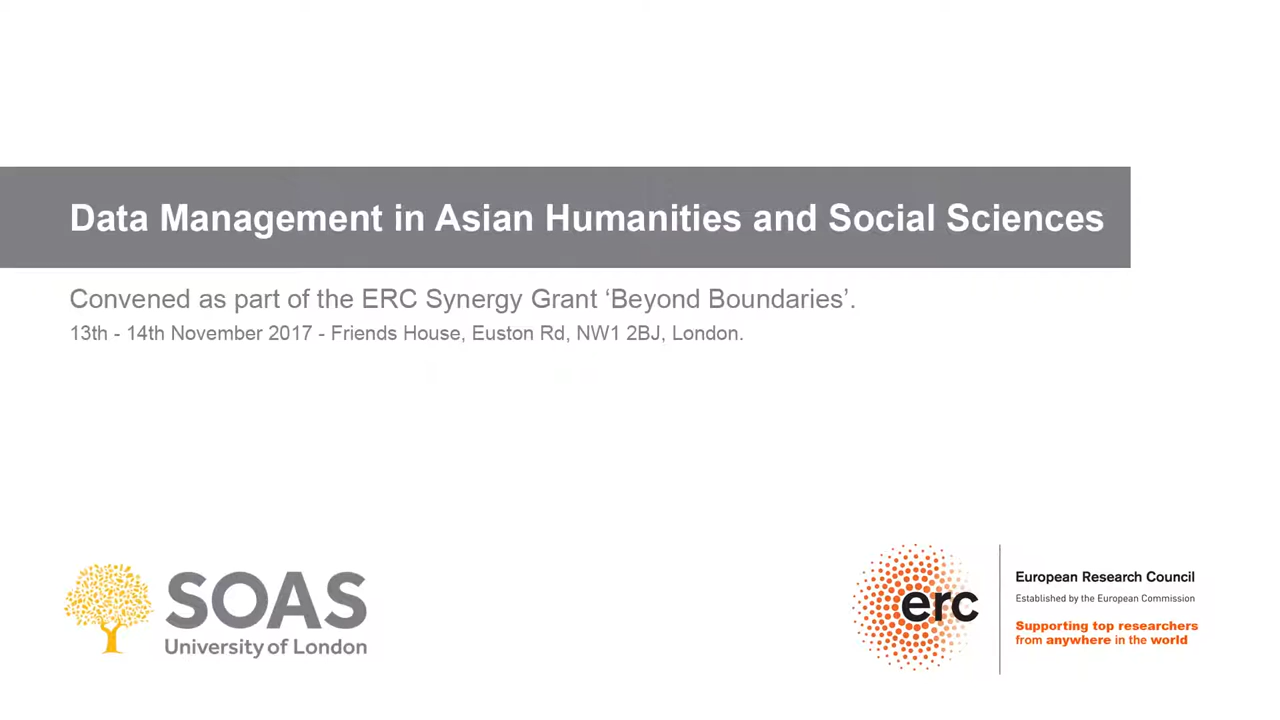 Data Management in Asian Humanities and Social Sciences
Convened as part of the ERC Synergy Grant ‘Beyond Boundaries’.
13th - 14th November 2017 - Friends House, Euston Rd, NW1 2BJ, London.
SOAS
University of London
erc
European Research Council
Established by the European Commission
Supporting top researchers
from anywhere in the world